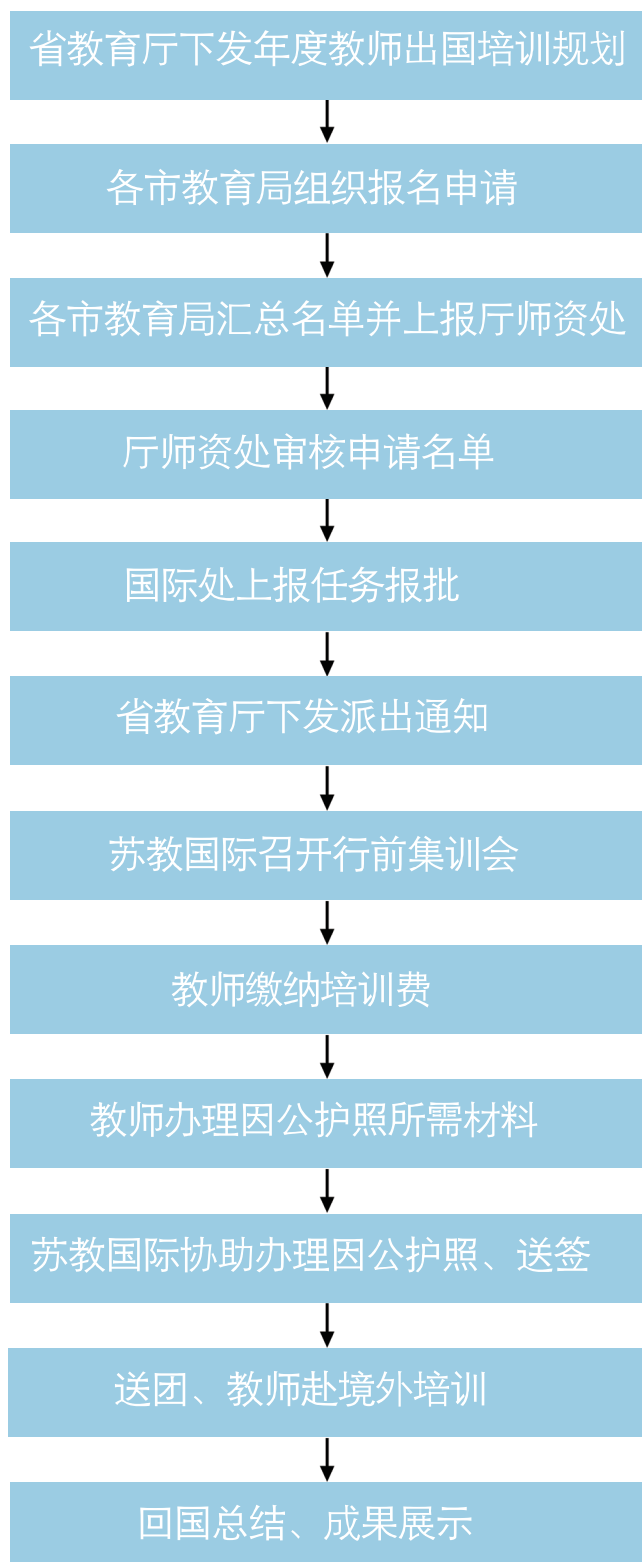 省教育厅下发年度教师出国培训规划
各市教育局组织报名申请
各市教育局汇总名单并上报厅师资处
厅师资处审核申请名单
国际处上报任务报批
省教育厅下发派出通知
苏教国际召开行前集训会
教师缴纳培训费
教师办理因公护照所需材料
苏教国际协助办理因公护照、送签
送团、教师赴境外培训
回国总结、成果展示